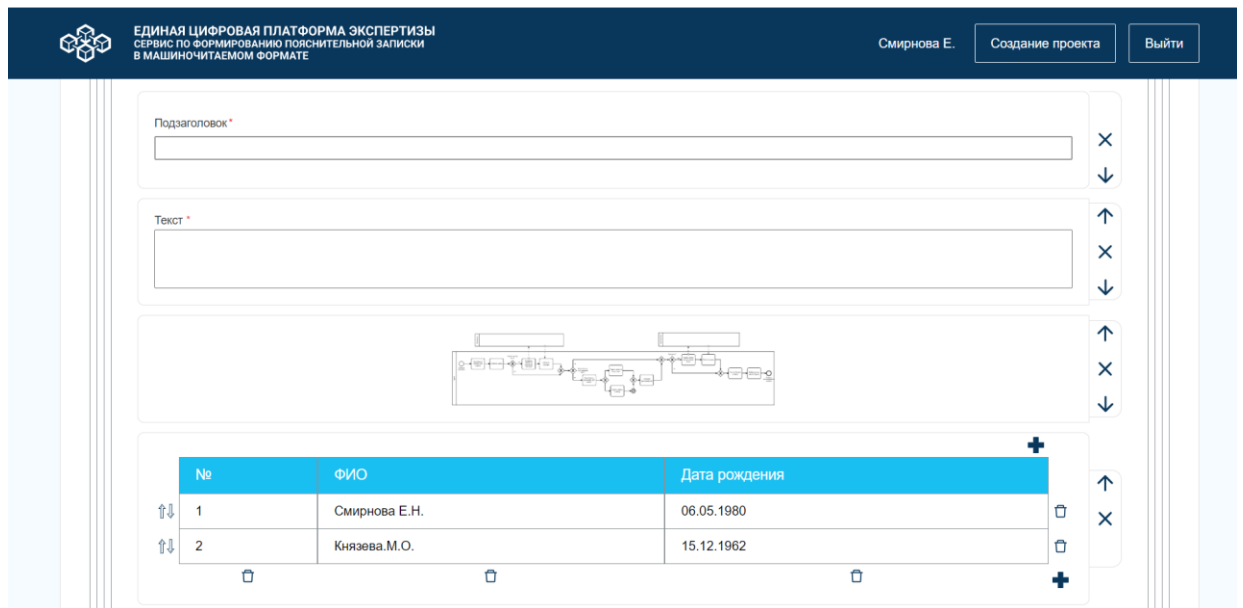 ЕДИНАЯ ЦИФРОВАЯ ПЛАТФОРМА ЭКСПЕРТИЗЫ
СЕРВИС ПО ФОРМИРОВАНИЮ ПОЯСНИТЕЛЬНОЙ ЗАПИСКИ
В МАШИНОЧИТАЕМОМ ФОРМАТЕ
Смирнова Е. Создание проекта Выйти
Подзаголовок *
Текст *
№ ФИО Дата рождения
1 Смирнова Е.Н. 06.05.1980
2 Князева.М.О. 15.12.1962